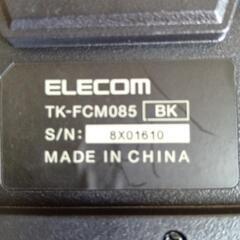 ELECOM
TK-FCM085 BK
S/N: 8X01610
MADE IN CHINA